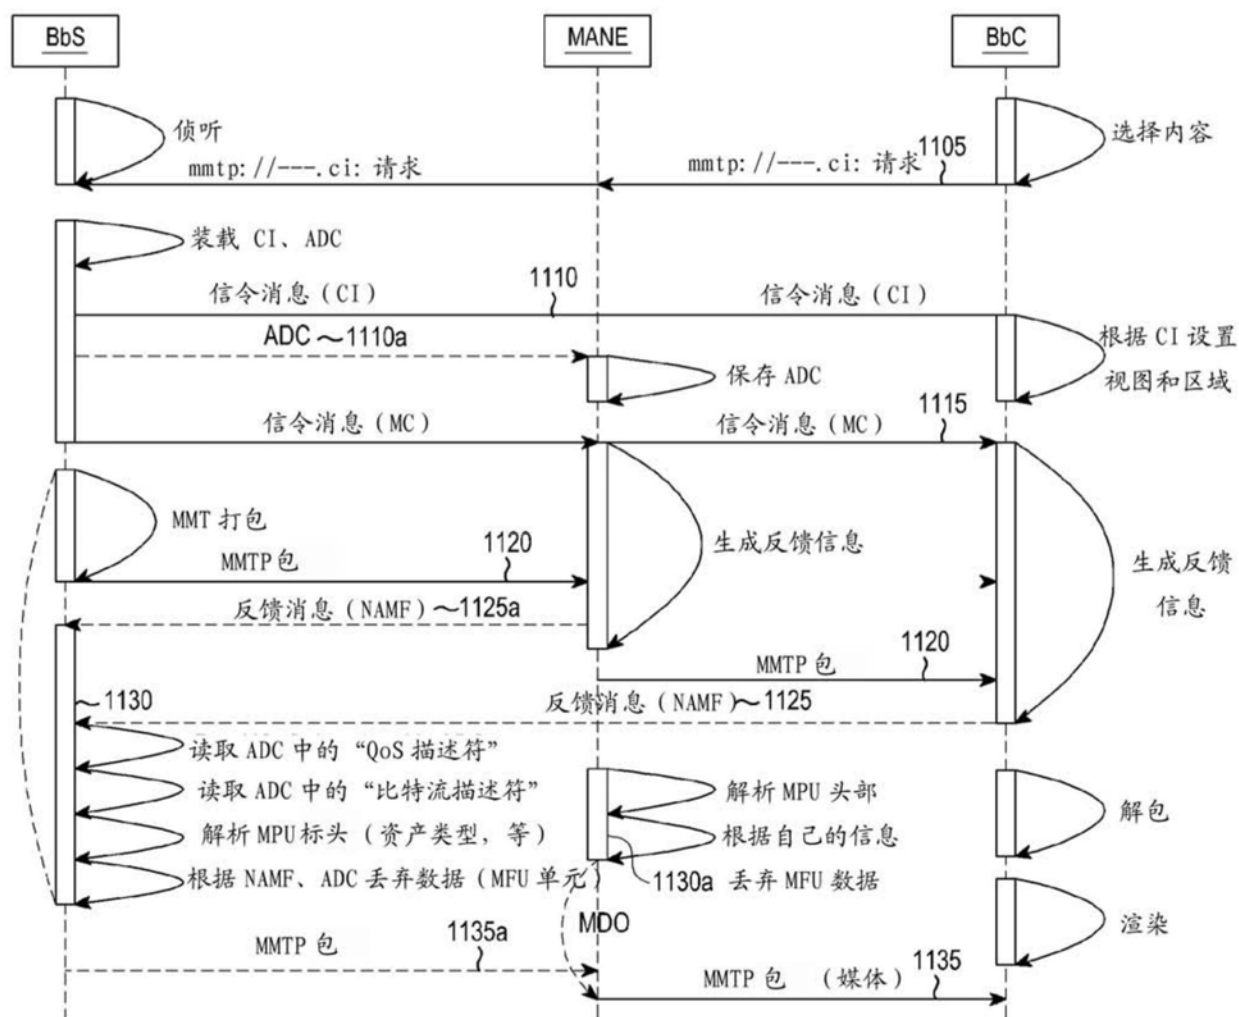 BbS MANE BbC
侦听
选择内容
1105
mmtp://---.ci: 请求 mmtp://---.ci: 请求
装载 CI、ADC
1110
信令消息(CI) 信令消息(CI)
ADC～1110a
根据 CI 设置
视图和区域
保存 ADC
1115
信令消息(MC) 信令消息(MC)
MMT 打包
生成反馈信息
生成反馈
信息
1120
MMTP 包
反馈消息(NAMF)～1125a
1120
MMTP 包
反馈消息(NAMF)～1125
1130
读取 ADC 中的“QoS 描述符”
读取 ADC 中的“比特流描述符”
解析 MPU 头部
解包
解析 MPU 标头(资产类型, 等)
根据自己的信息
根据 NAMF、ADC 丢弃数据(MFU 单元)
1130a 丢弃 MFU 数据
MDO
渲染
1135a
MMTP 包
1135
MMTP 包 (媒体)